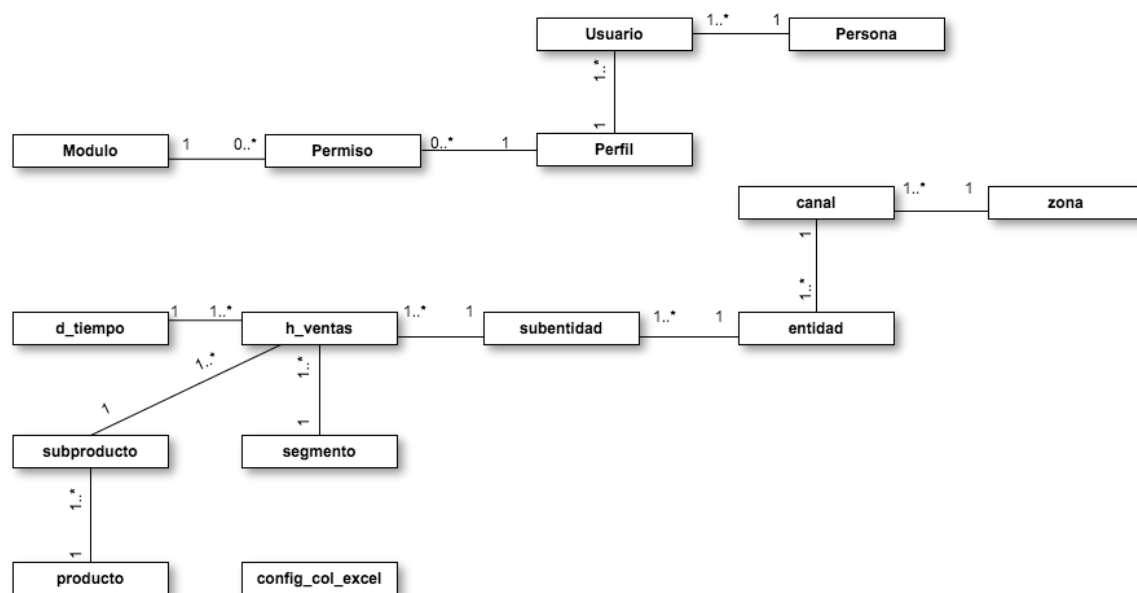 Usuario 1..* 1 Persona
1..*
1
Modulo 1 0..* Permiso 0..* 1 Perfil
canal 1..* 1 zona
1
1..*
d_tiempo 1 1..* h_ventas 1..* 1 subentidad 1..* 1 entidad
1..* 1..*
1 1
subproducto segmento
1..*
1
producto config_col_excel